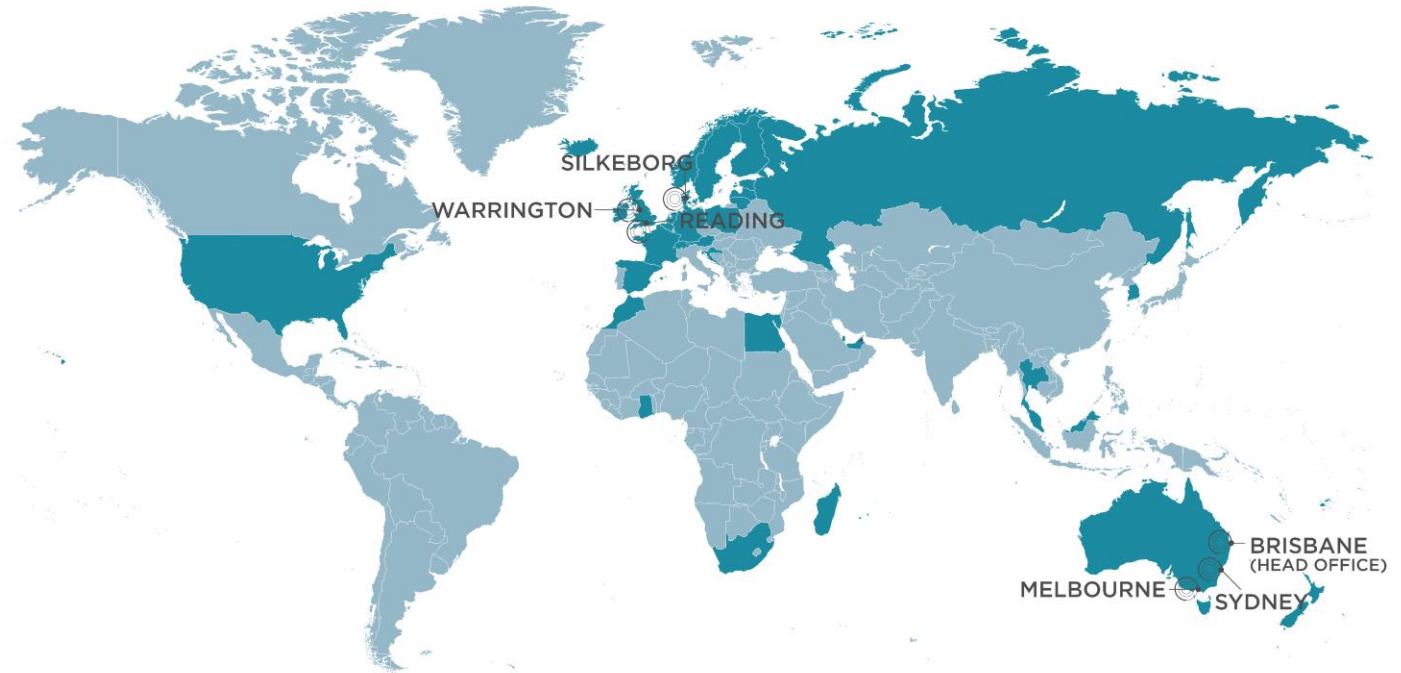 SILKEBORG
WARRINGTON
READING
BRISBANE
(HEAD OFFICE)
MELBOURNE
SYDNEY